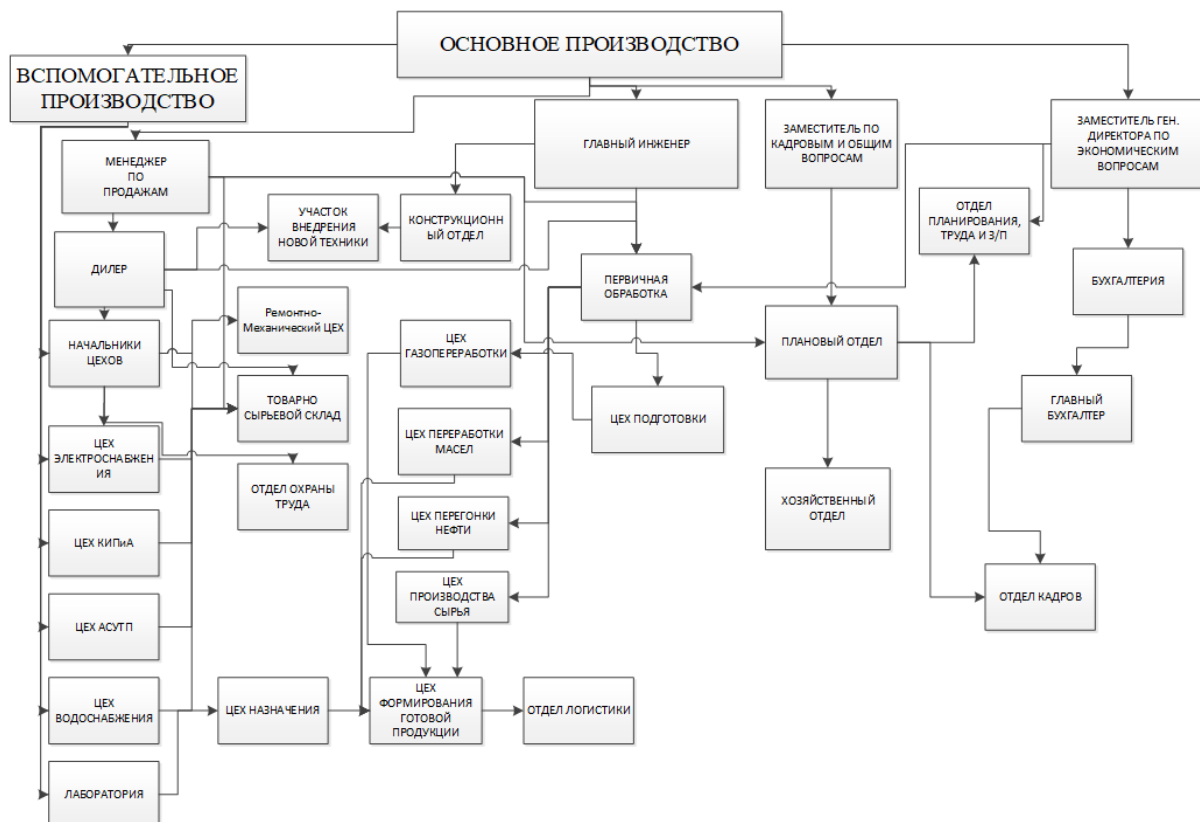 ОСНОВНОЕ ПРОИЗВОДСТВО
ВСПОМОГАТЕЛЬНОЕ
ПРОИЗВОДСТВО
МЕНЕДЖЕР
ПО
ПРОДАЖАМ
ГЛАВНЫЙ ИНЖЕНЕР
ЗАМЕСТИТЕЛЬ ПО
КАДРОВЫМ И ОБЩИМ
ВОПРОСАМ
ЗАМЕСТИТЕЛЬ ГЕН.
ДИРЕКТОРА ПО
ЭКОНОМИЧЕСКИМ
ВОПРОСАМ
УЧАСТОК
ВНЕДРЕНИЯ
НОВОЙ ТЕХНИКИ
КОНСТРУКЦИОНН
ЫЙ ОТДЕЛ
ОТДЕЛ
ПЛАНИРОВАНИЯ,
ТРУДА И З/П
ДИЛЕР
ПЕРВИЧНАЯ
ОБРАБОТКА
БУХГАЛТЕРИЯ
Ремонтно-
Механический ЦЕХ
НАЧАЛЬНИКИ
ЦЕХОВ
ЦЕХ
ГАЗОПЕРЕРАБОТКИ
ПЛАНОВЫЙ ОТДЕЛ
ТОВАРНО
СЫРЬЕВОЙ СКЛАД
ЦЕХ ПОДГОТОВКИ
ГЛАВНЫЙ
БУХГАЛТЕР
ЦЕХ
ЭЛЕКТРОСНАБЖЕН
ИЯ
ЦЕХ ПЕРЕРАБОТКИ
МАСЕЛ
ОТДЕЛ ОХРАНЫ
ТРУДА
ХОЗЯЙСТВЕННЫЙ
ОТДЕЛ
ЦЕХ ПЕРЕГОНКИ
НЕФТИ
ЦЕХ КИПиА
ЦЕХ
ПРОИЗВОДСТВА
СЫРЬЯ
ОТДЕЛ КАДРОВ
ЦЕХ АСУТП
ЦЕХ
ВОДОСНАБЖЕНИЯ
ЦЕХ НАЗНАЧЕНИЯ
ЦЕХ
ФОРМИРОВАНИЯ
ГОТОВОЙ
ПРОДУКЦИИ
ОТДЕЛ ЛОГИСТИКИ
ЛАБОРАТОРИЯ